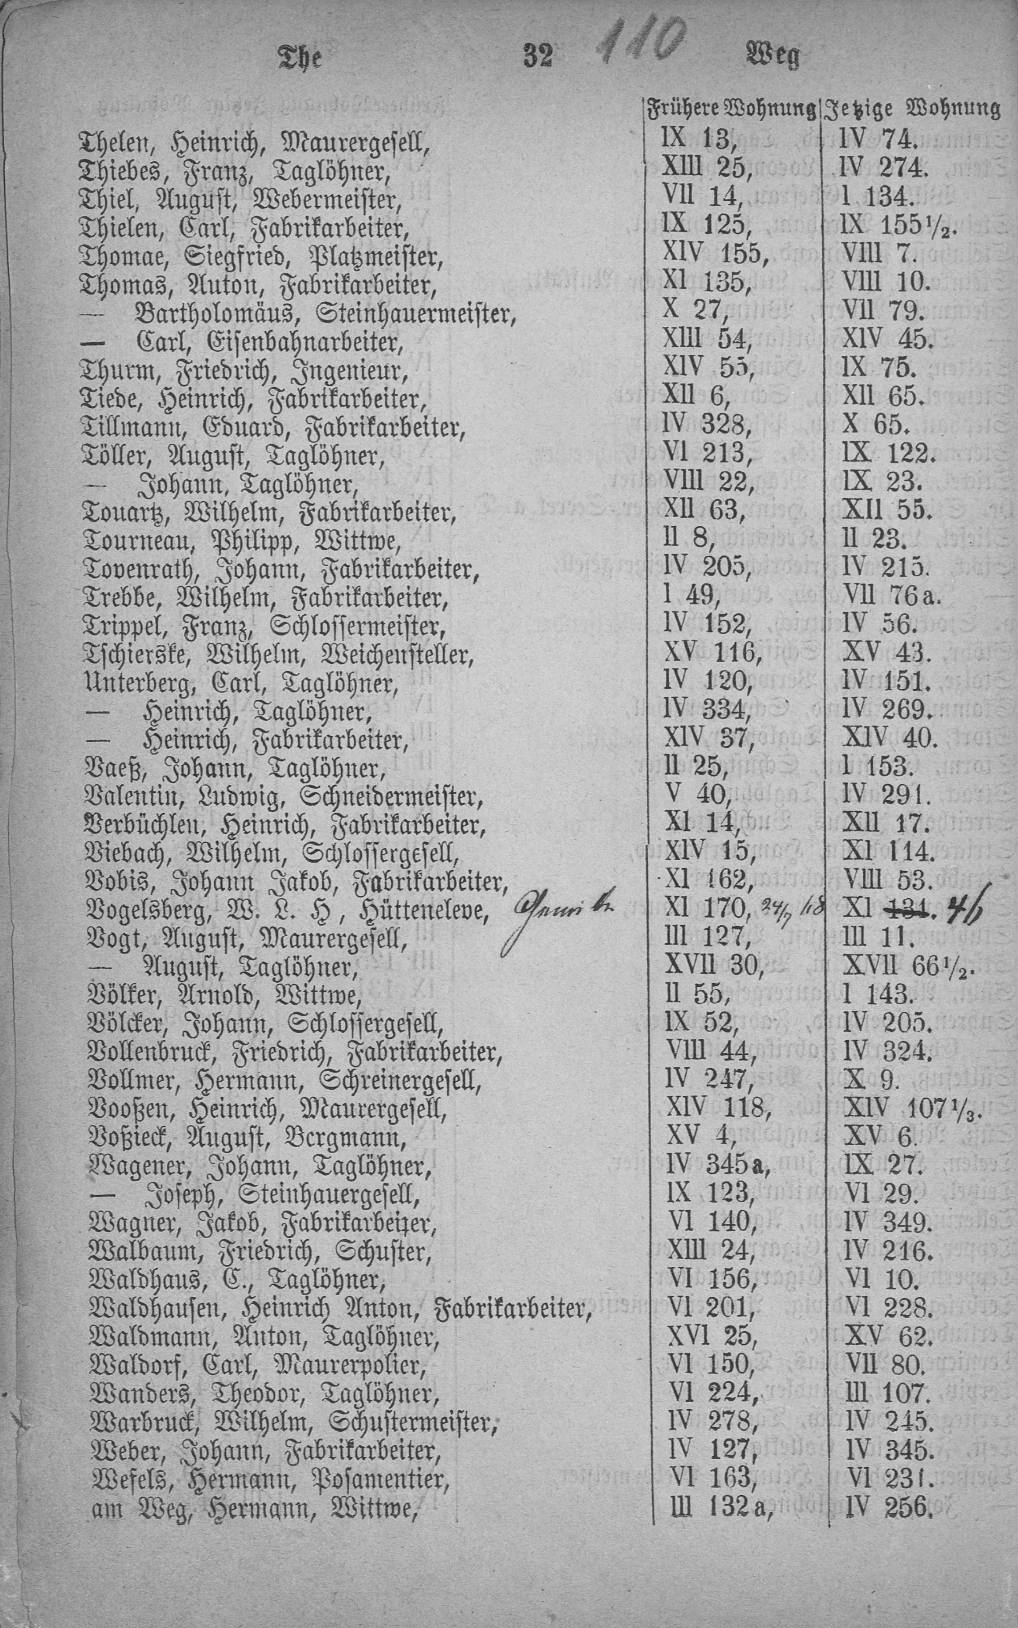 The 32 110 Weg
Frühere Wohnung Jetzige Wohnung
Thelen, Heinrich, Maurergesell, IX 13, IV 74.
Thiebes, Franz, Taglöhner, XIII 25, IV 274.
Thiel, August, Webermeister, VII 14, I 134.
Thielen, Carl, Fabrikarbeiter, IX 125, IX 155½.
Thomae, Siegfried, Platzmeister, XIV 155, VIII 7.
Thomas, Anton, Fabrikarbeiter, XI 135, VIII 10.
— Bartholomäus, Steinhauermeister, X 27, VII 79.
— Carl, Eisenbahnarbeiter, XIII 54, XIV 45.
Thurm, Friedrich, Ingenieur, XIV 55, IX 75.
Tiede, Heinrich, Fabrikarbeiter, XII 6, XII 65.
Tillmann, Eduard, Fabrikarbeiter, IV 328, X 65.
Töller, August, Taglöhner, VI 213, IX 122.
— Johann, Taglöhner, VIII 22, IX 23.
Touartz, Wilhelm, Fabrikarbeiter, XII 63, XII 55.
Tourneau, Philipp, Wittwe, II 8, II 23.
Tovenrath, Johann, Fabrikarbeiter, IV 205, IV 215.
Trebbe, Wilhelm, Fabrikarbeiter, I 49, VII 76a.
Trippel, Franz, Schlossermeister, IV 152, IV 56.
Tschierske, Wilhelm, Weichensteller, XV 116, XV 43.
Unterberg, Carl, Taglöhner, IV 120, IV 151.
— Heinrich, Taglöhner, IV 334, IV 269.
— Heinrich, Fabrikarbeiter, XIV 37, XIV 40.
Vaeß, Johann, Taglöhner, II 25, I 153.
Valentin, Ludwig, Schneidermeister, V 40, IV 291.
Verbüchlen, Heinrich, Fabrikarbeiter, XI 14, XII 17.
Viebach, Wilhelm, Schlossergesell, XIV 15, XI 114.
Vobis, Johann Jakob, Fabrikarbeiter, XI 162, VIII 53.
Vogelsberg, W. L. H, Hütteneleve, XI 170, XI 131. 46
Vogt, August, Maurergesell, III 127, III 11.
— August, Taglöhner, XVII 30, XVII 66½.
Völker, Arnold, Wittwe, II 55, I 143.
Völcker, Johann, Schlossergesell, IX 52, IV 205.
Vollenbruck, Friedrich, Fabrikarbeiter, VIII 44, IV 324.
Vollmer, Hermann, Schreinergesell, IV 247, X 9.
Vooßen, Heinrich, Maurergesell, XIV 118, XIV 107⅓.
Voßieck, August, Bergmann, XV 4, XV 6.
Wagener, Johann, Taglöhner, IV 345a, IX 27.
— Joseph, Steinhauergesell, IX 123, VI 29.
Wagner, Jakob, Fabrikarbeiter, VI 140, IV 349.
Walbaum, Friedrich, Schuster, XIII 24, IV 216.
Waldhaus, C., Taglöhner, VI 156, VI 10.
Waldhausen, Heinrich Anton, Fabrikarbeiter, VI 201, VI 228.
Waldmann, Anton, Taglöhner, XVI 25, XV 62.
Waldorf, Carl, Maurerpolier, VI 150, VII 80.
Wanders, Theodor, Taglöhner, VI 224, III 107.
Warbruck, Wilhelm, Schustermeister, IV 278, IV 245.
Weber, Johann, Fabrikarbeiter, IV 127, IV 345.
Wefels, Hermann, Posamentier, VI 163, VI 231.
am Weg, Hermann, Wittwe, III 132a, IV 256.